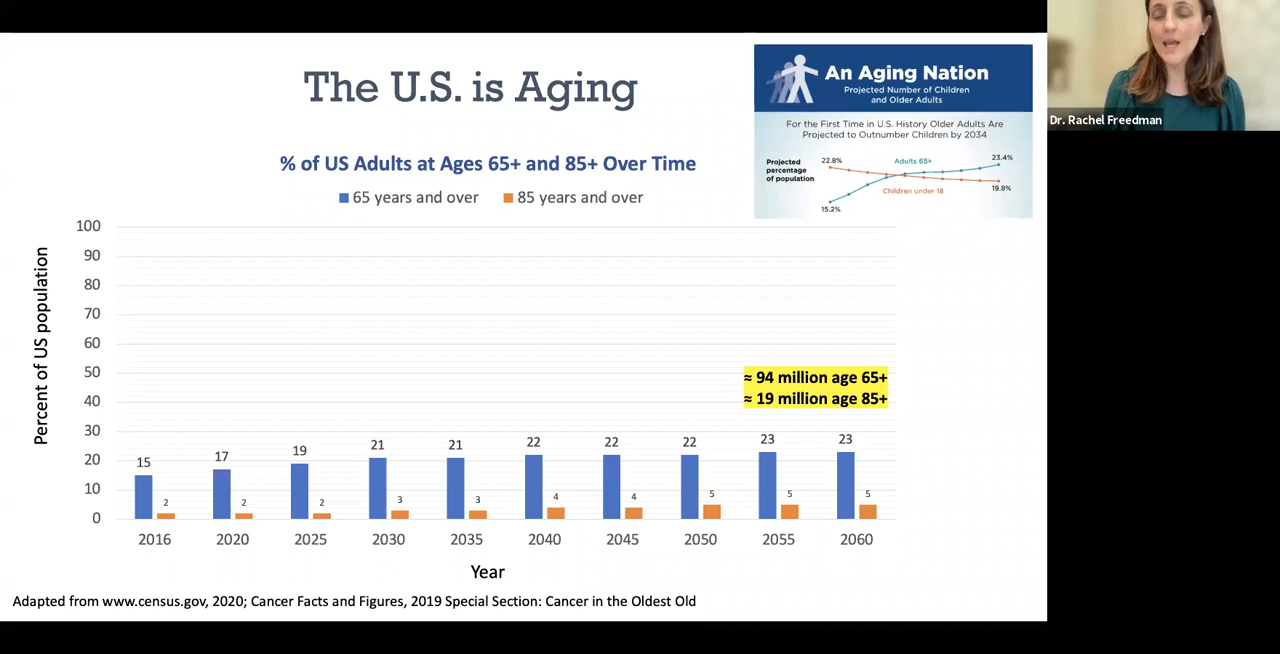 The U.S. is Aging
An Aging Nation
Projected Number of Children
and Older Adults
For the First Time in U.S. History Older Adults Are
Projected to Outnumber Children by 2034
Projected
percentage
of population
22.8%
Adults 65+
23.4%
Children under 18
19.8%
15.2%
Dr. Rachel Freedman
% of US Adults at Ages 65+ and 85+ Over Time
65 years and over 85 years and over
Percent of US population
100
90
80
70
60
50
40
30
20
10
0
≈ 94 million age 65+
≈ 19 million age 85+
15 2
17 2
19 2
21 3
21 3
22 4
22 4
22 5
23 5
23 5
2016 2020 2025 2030 2035 2040 2045 2050 2055 2060
Year
Adapted from www.census.gov, 2020; Cancer Facts and Figures, 2019 Special Section: Cancer in the Oldest Old